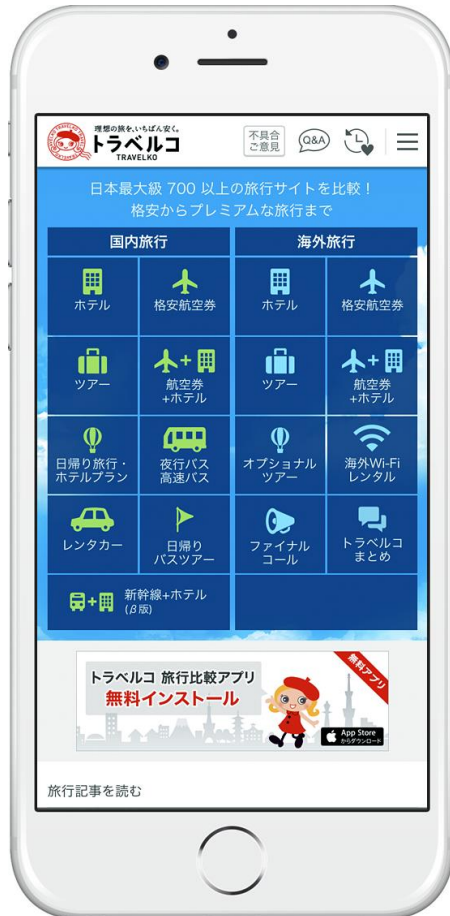 理想の旅を、いちばん安く。
トラベルコ
TRAVELKO
不具合
ご意見
Q&A
日本最大級 700 以上の旅行サイトを比較！
格安からプレミアムな旅行まで
国内旅行
海外旅行
ホテル
格安航空券
ホテル
格安航空券
ツアー
航空券
+ホテル
ツアー
航空券
+ホテル
日帰り旅行・
ホテルプラン
夜行バス
高速バス
オプショナル
ツアー
海外Wi-Fi
レンタル
レンタカー
日帰り
バスツアー
ファイナル
コール
トラベルコ
まとめ
新幹線+ホテル
(β版)
トラベルコ 旅行比較アプリ
無料インストール
無料アプリ
App Store
からダウンロード
旅行記事を読む